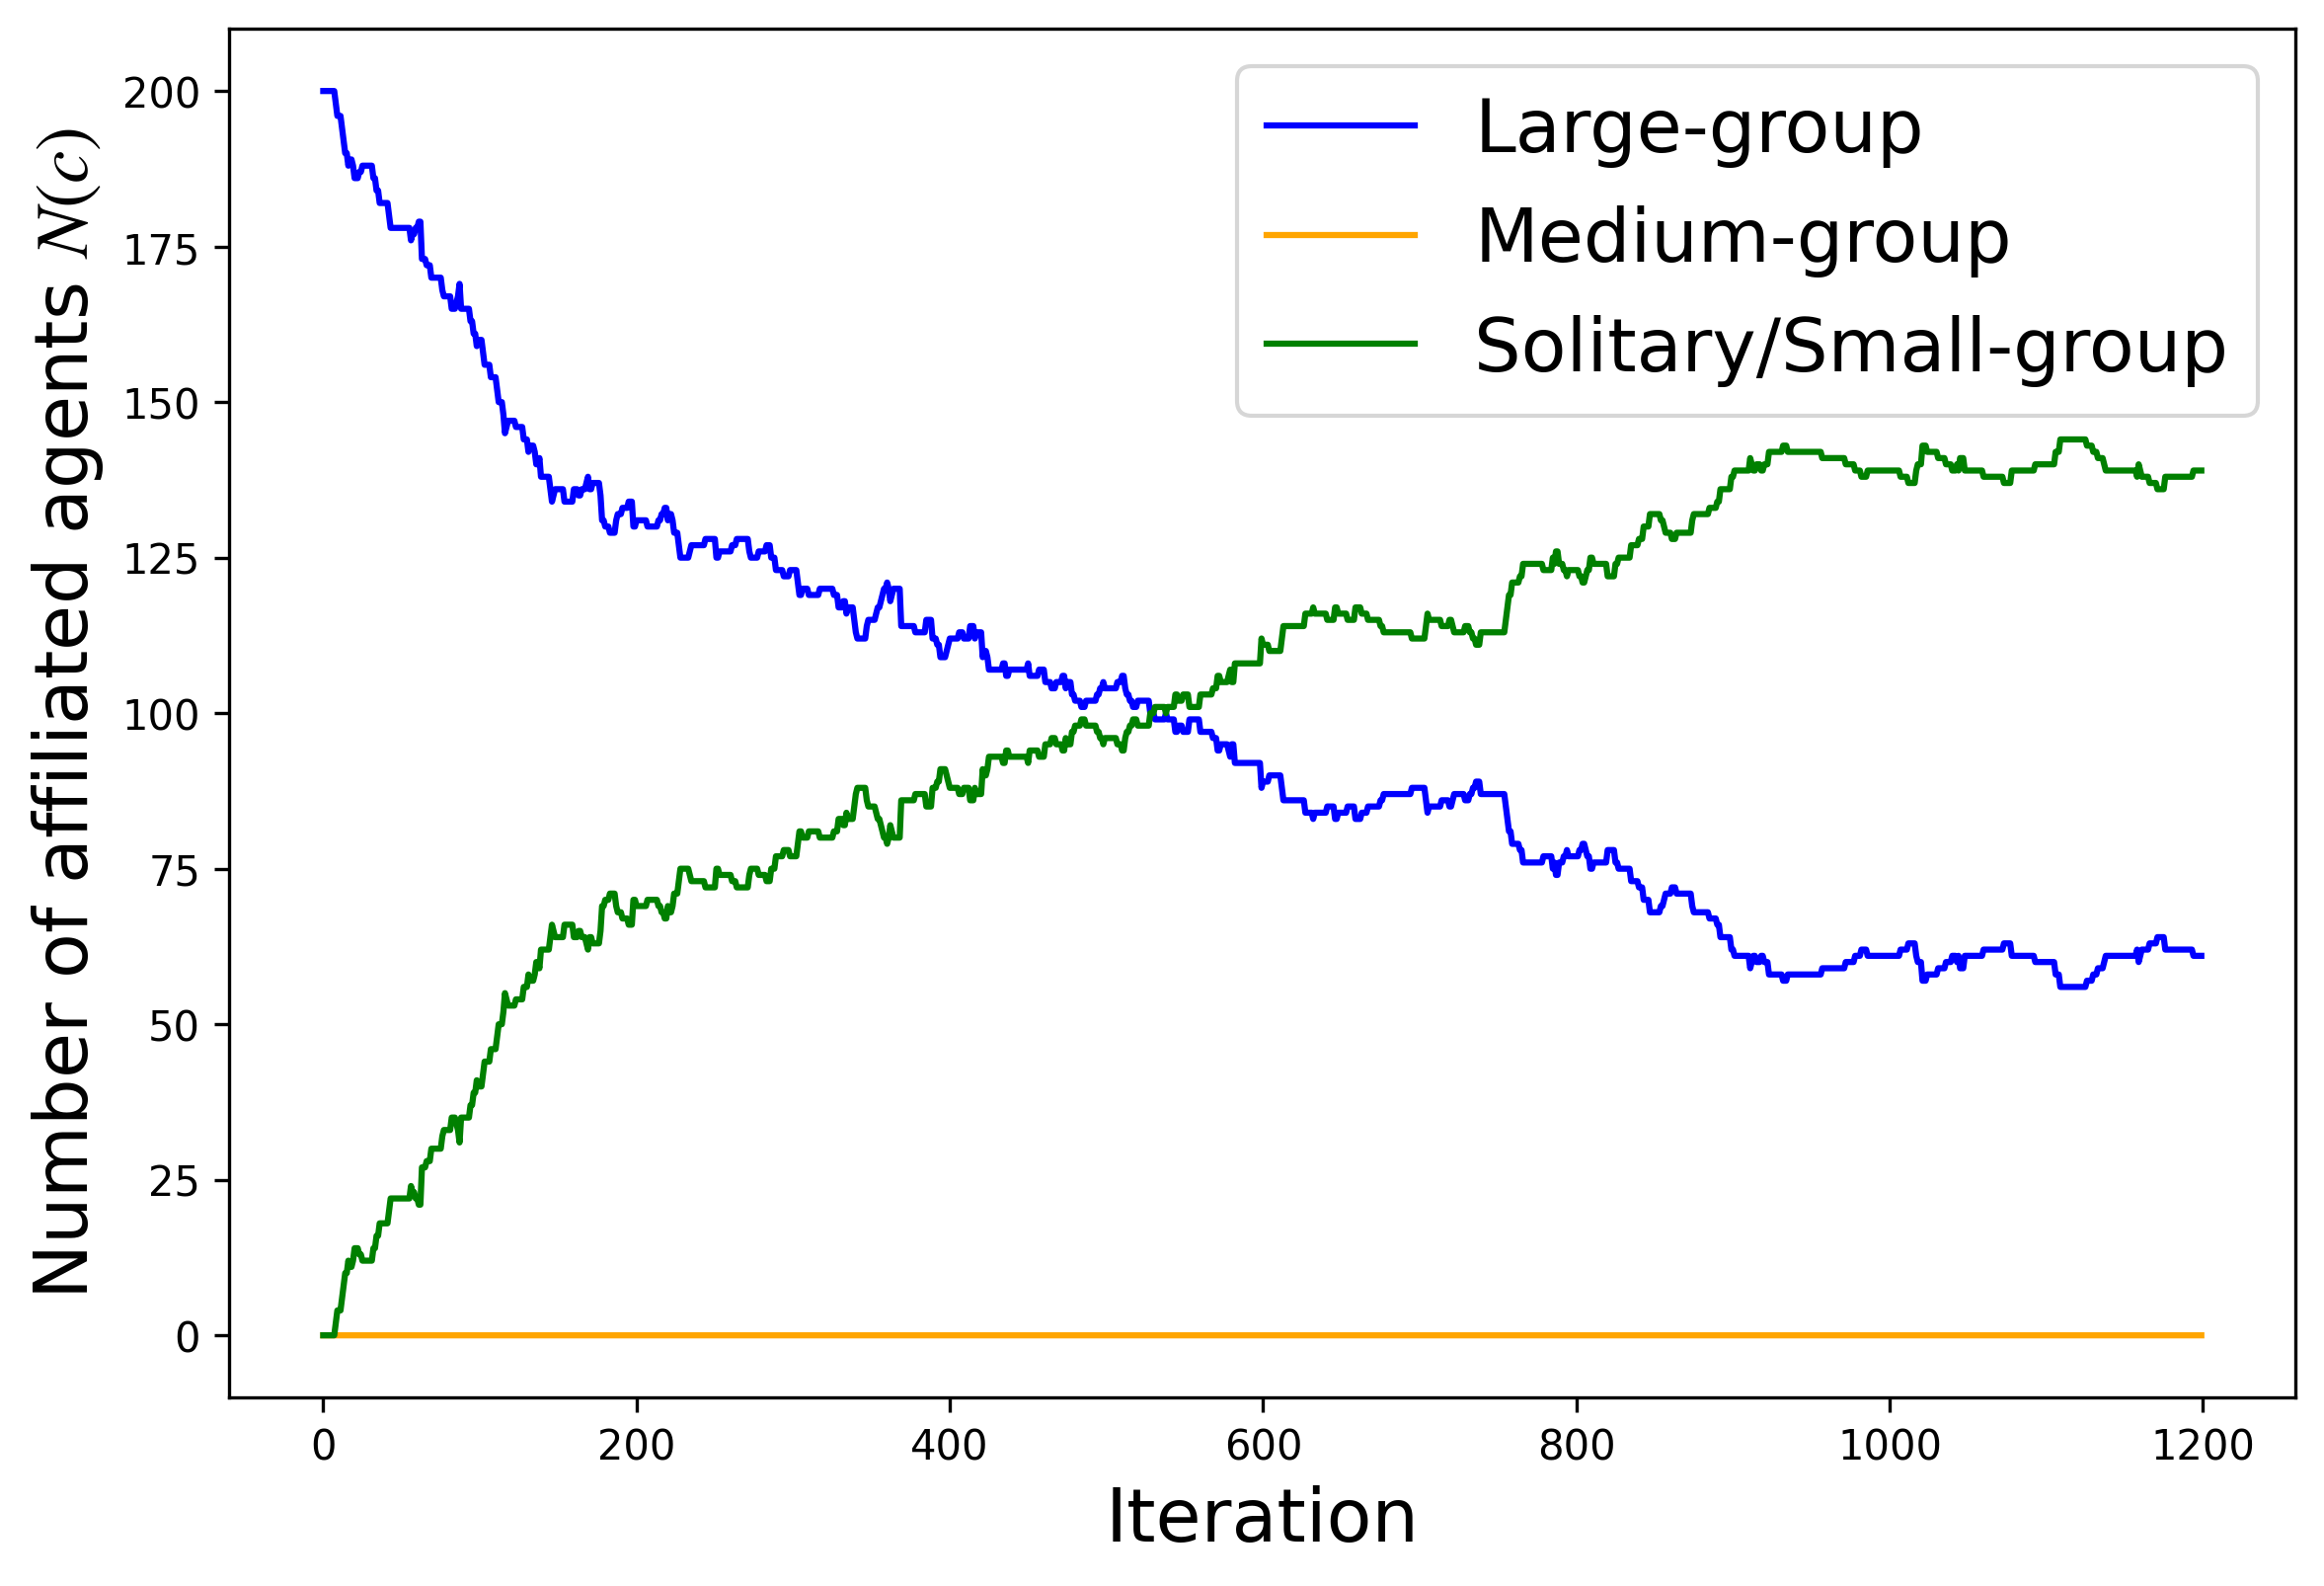 Number of affiliated agents N(c)
200
175
150
125
100
75
50
25
0
Large-group
Medium-group
Solitary/Small-group
0 200 400 600 800 1000 1200
Iteration